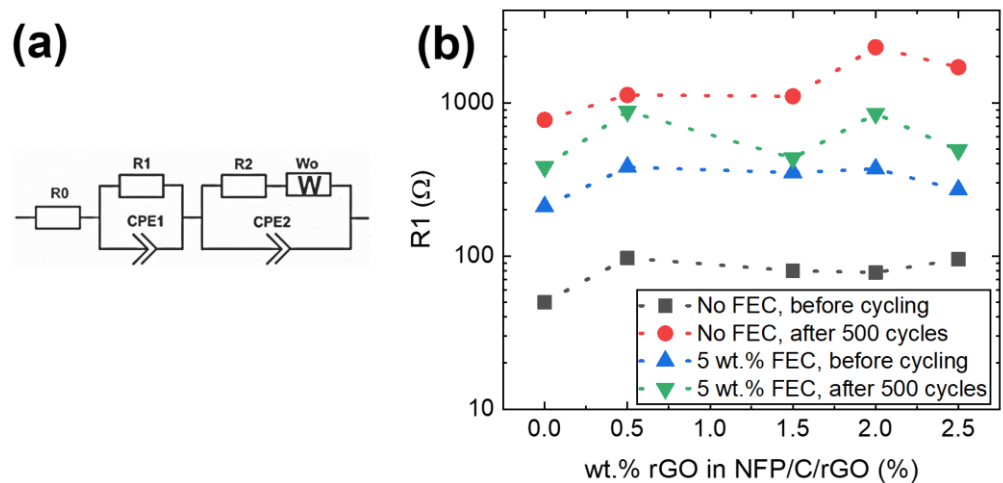 (a)
R0
R1
CPE1
R2
Wo
W
CPE2
(b)
R1 (Ω)
1000
100
10
No FEC, before cycling
No FEC, after 500 cycles
5 wt.% FEC, before cycling
5 wt.% FEC, after 500 cycles
0.0 0.5 1.0 1.5 2.0 2.5
wt.% rGO in NFP/C/rGO (%)